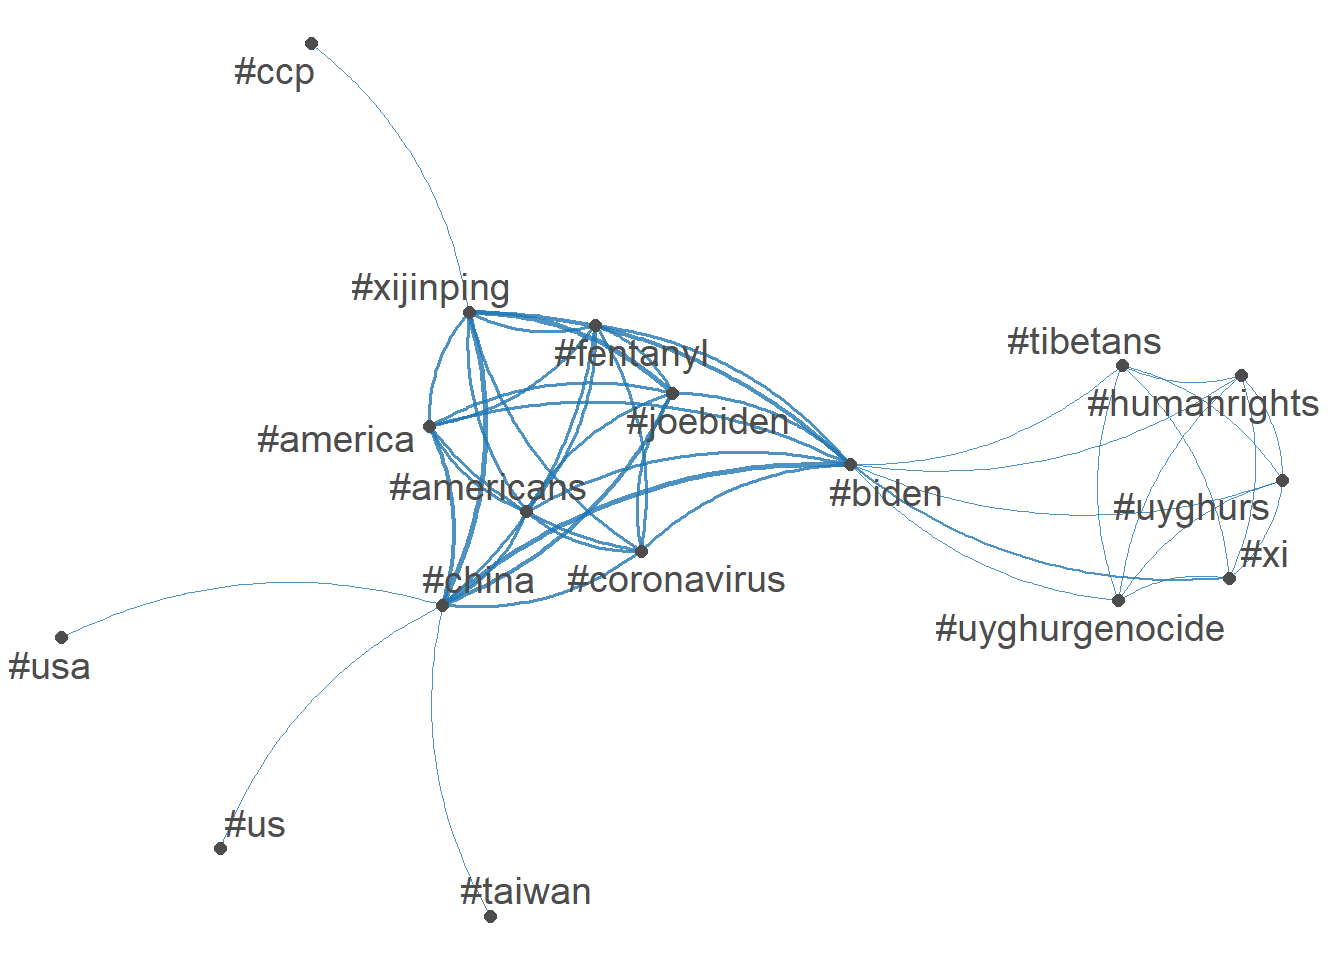 #ccp
#xijinping
#fentanyl
#tibetans
#humanrights
#joebiden
#america
#americans
#biden
#uyghurs
#xi
#china
#coronavirus
#uyghurgenocide
#usa
#us
#taiwan